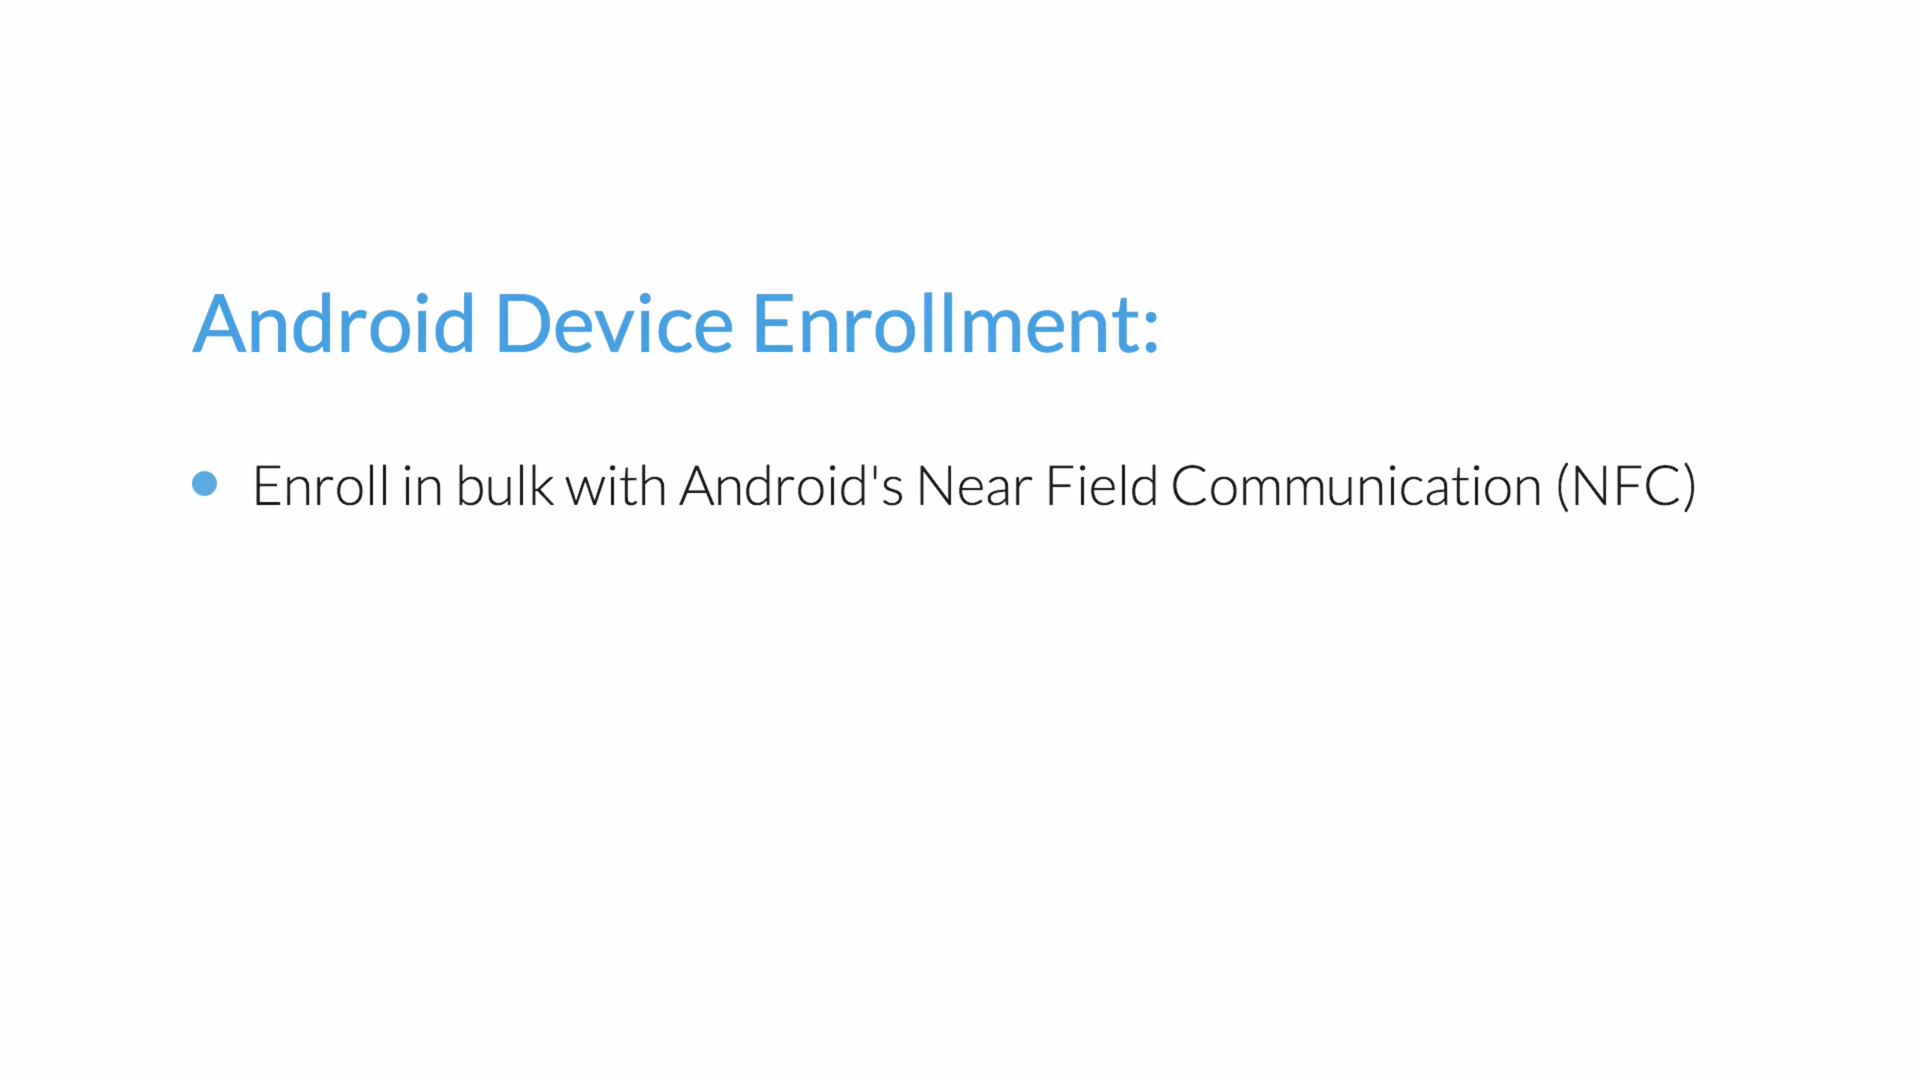 Android Device Enrollment:
Enroll in bulk with Android's Near Field Communication (NFC)